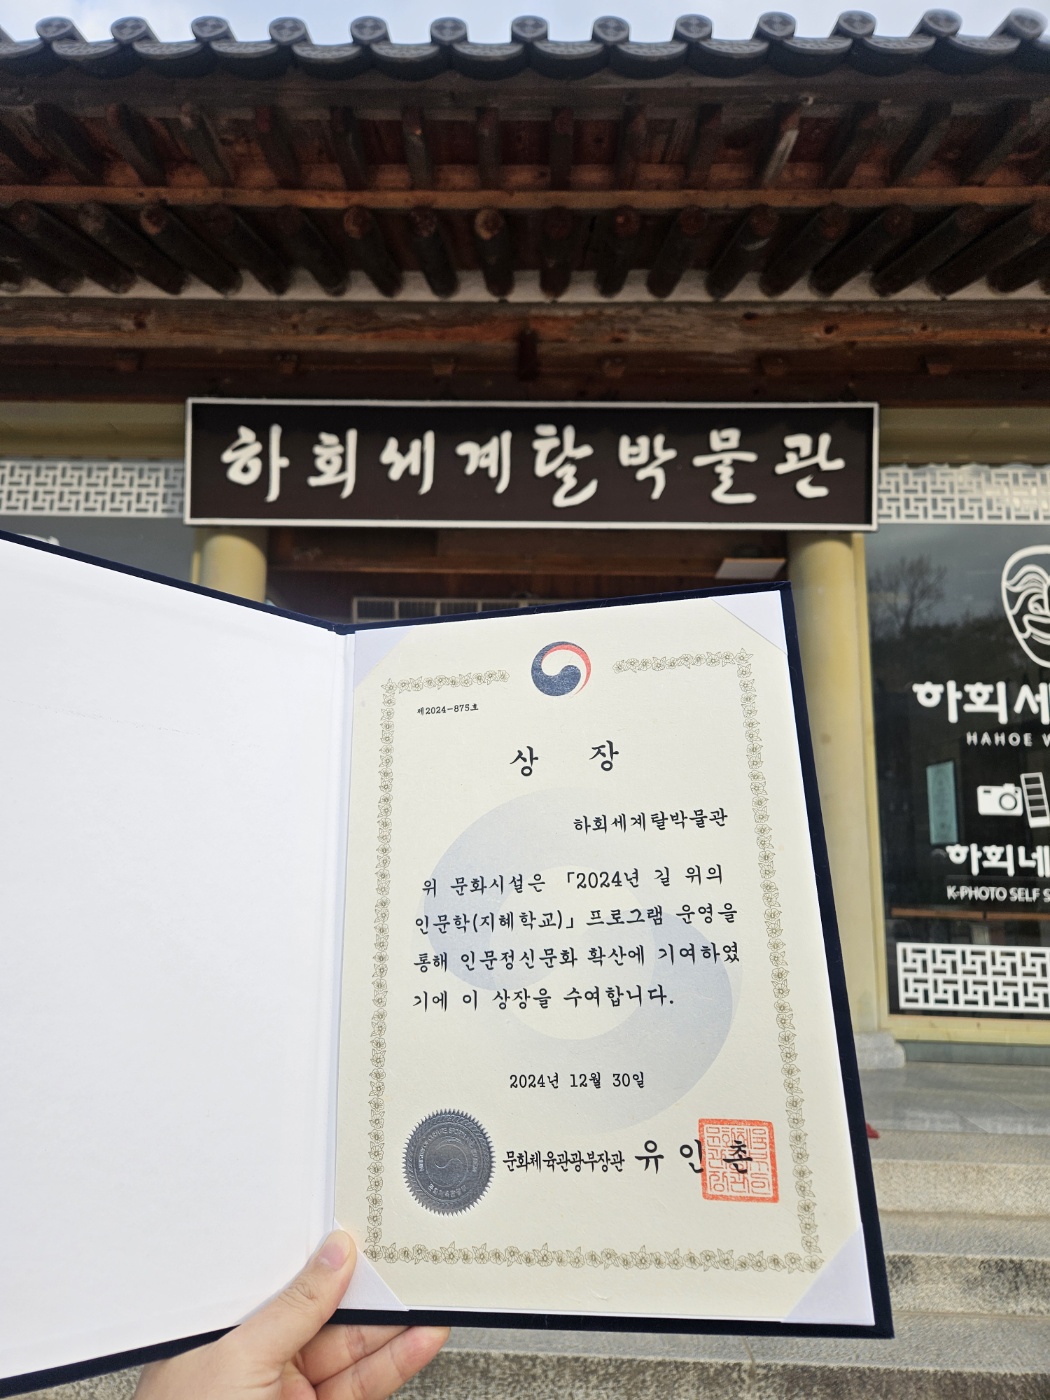 하회세계탈박물관
하회세
HAHOE W
하회네
K-PHOTO SELF S
제2024-875호
상 장
하회세계탈박물관
위 문화시설은 「2024년 길 위의
인문학(지혜학교)」 프로그램 운영을
통해 인문정신문화 확산에 기여하였
기에 이 상장을 수여합니다.
2024년 12월 30일
문화체육관광부장관 유인촌